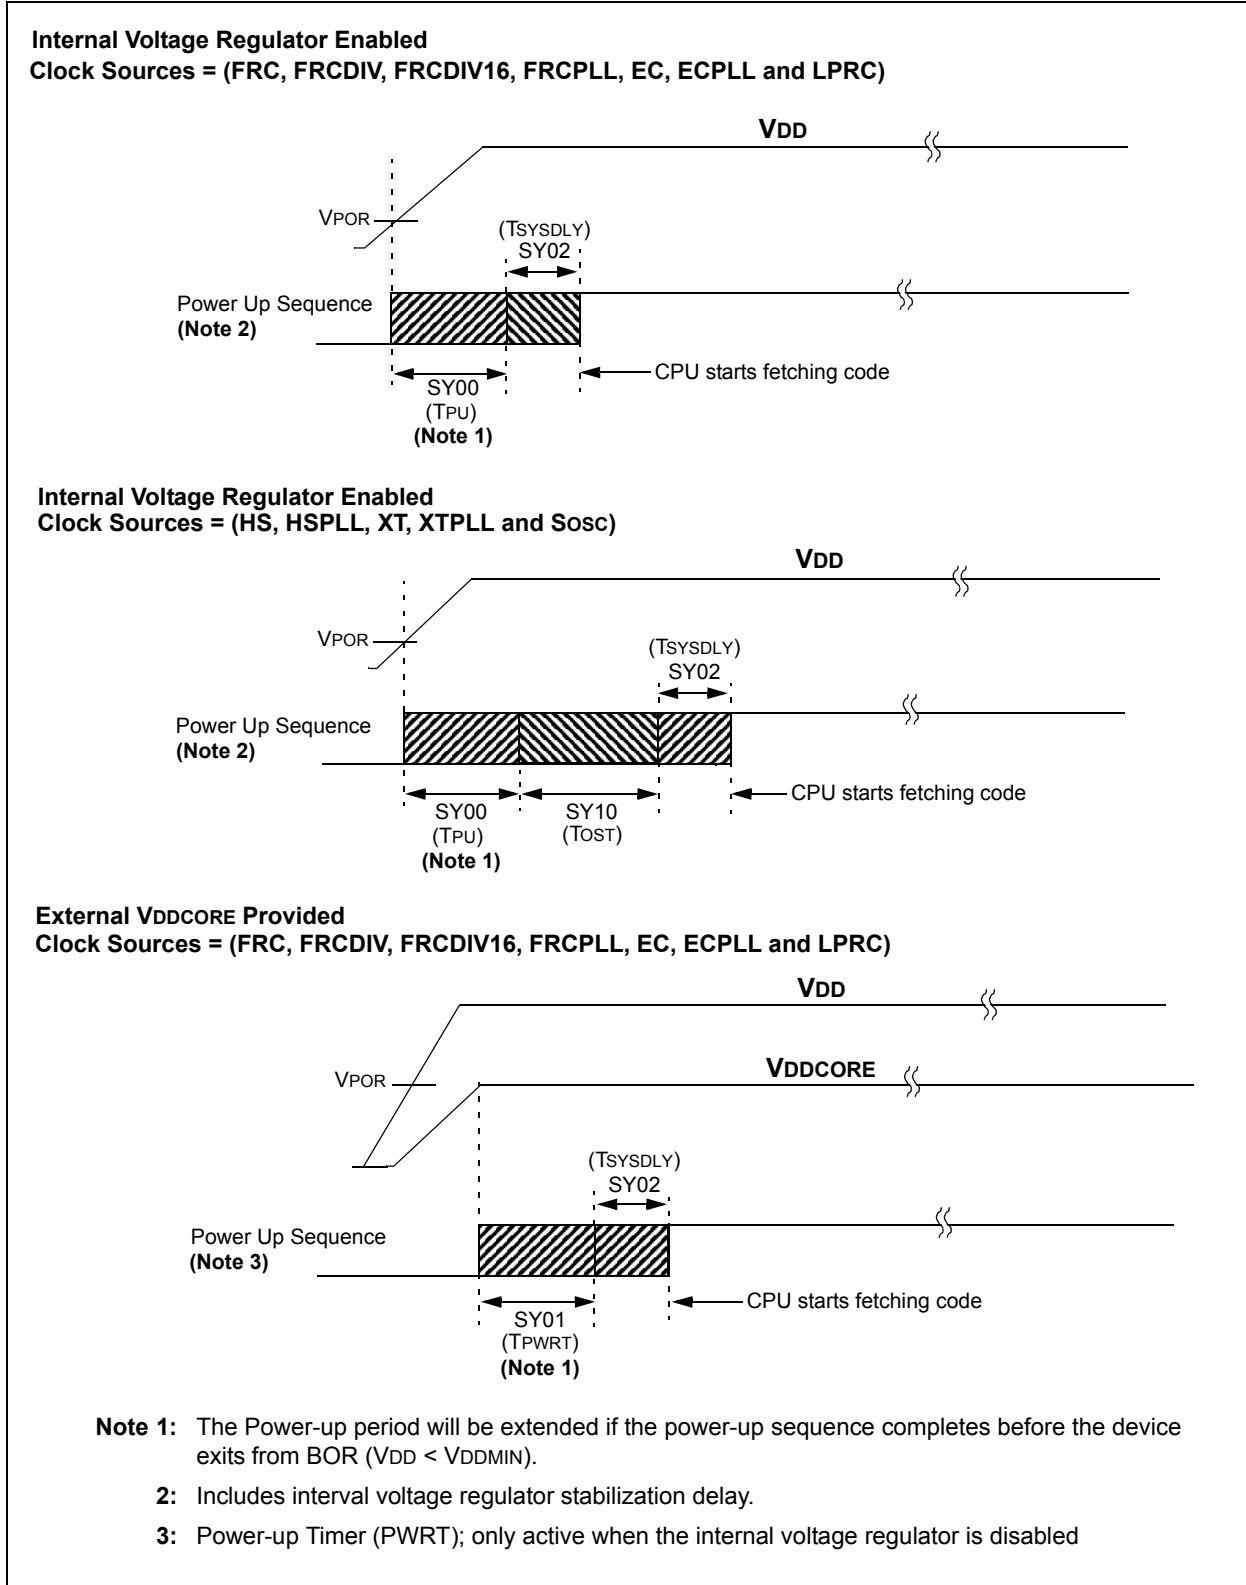 Internal Voltage Regulator Enabled
Clock Sources = (FRC, FRCDIV, FRCDIV16, FRCPLL, EC, ECPLL and LPRC)
VDD
VPOR
(TSYSDLY)
SY02
Power Up Sequence
(Note 2)
CPU starts fetching code
SY00
(TPU)
(Note 1)
Internal Voltage Regulator Enabled
Clock Sources = (HS, HSPLL, XT, XTPLL and SOSC)
VDD
VPOR
(TSYSDLY)
SY02
Power Up Sequence
(Note 2)
CPU starts fetching code
SY00
(TPU)
(Note 1)
SY10
(TOST)
External VDDCORE Provided
Clock Sources = (FRC, FRCDIV, FRCDIV16, FRCPLL, EC, ECPLL and LPRC)
VDD
VPOR
VDDCORE
(TSYSDLY)
SY02
Power Up Sequence
(Note 3)
CPU starts fetching code
SY01
(TPWRT)
(Note 1)
Note 1: The Power-up period will be extended if the power-up sequence completes before the device
exits from BOR (VDD < VDDMIN).
2: Includes interval voltage regulator stabilization delay.
3: Power-up Timer (PWRT); only active when the internal voltage regulator is disabled